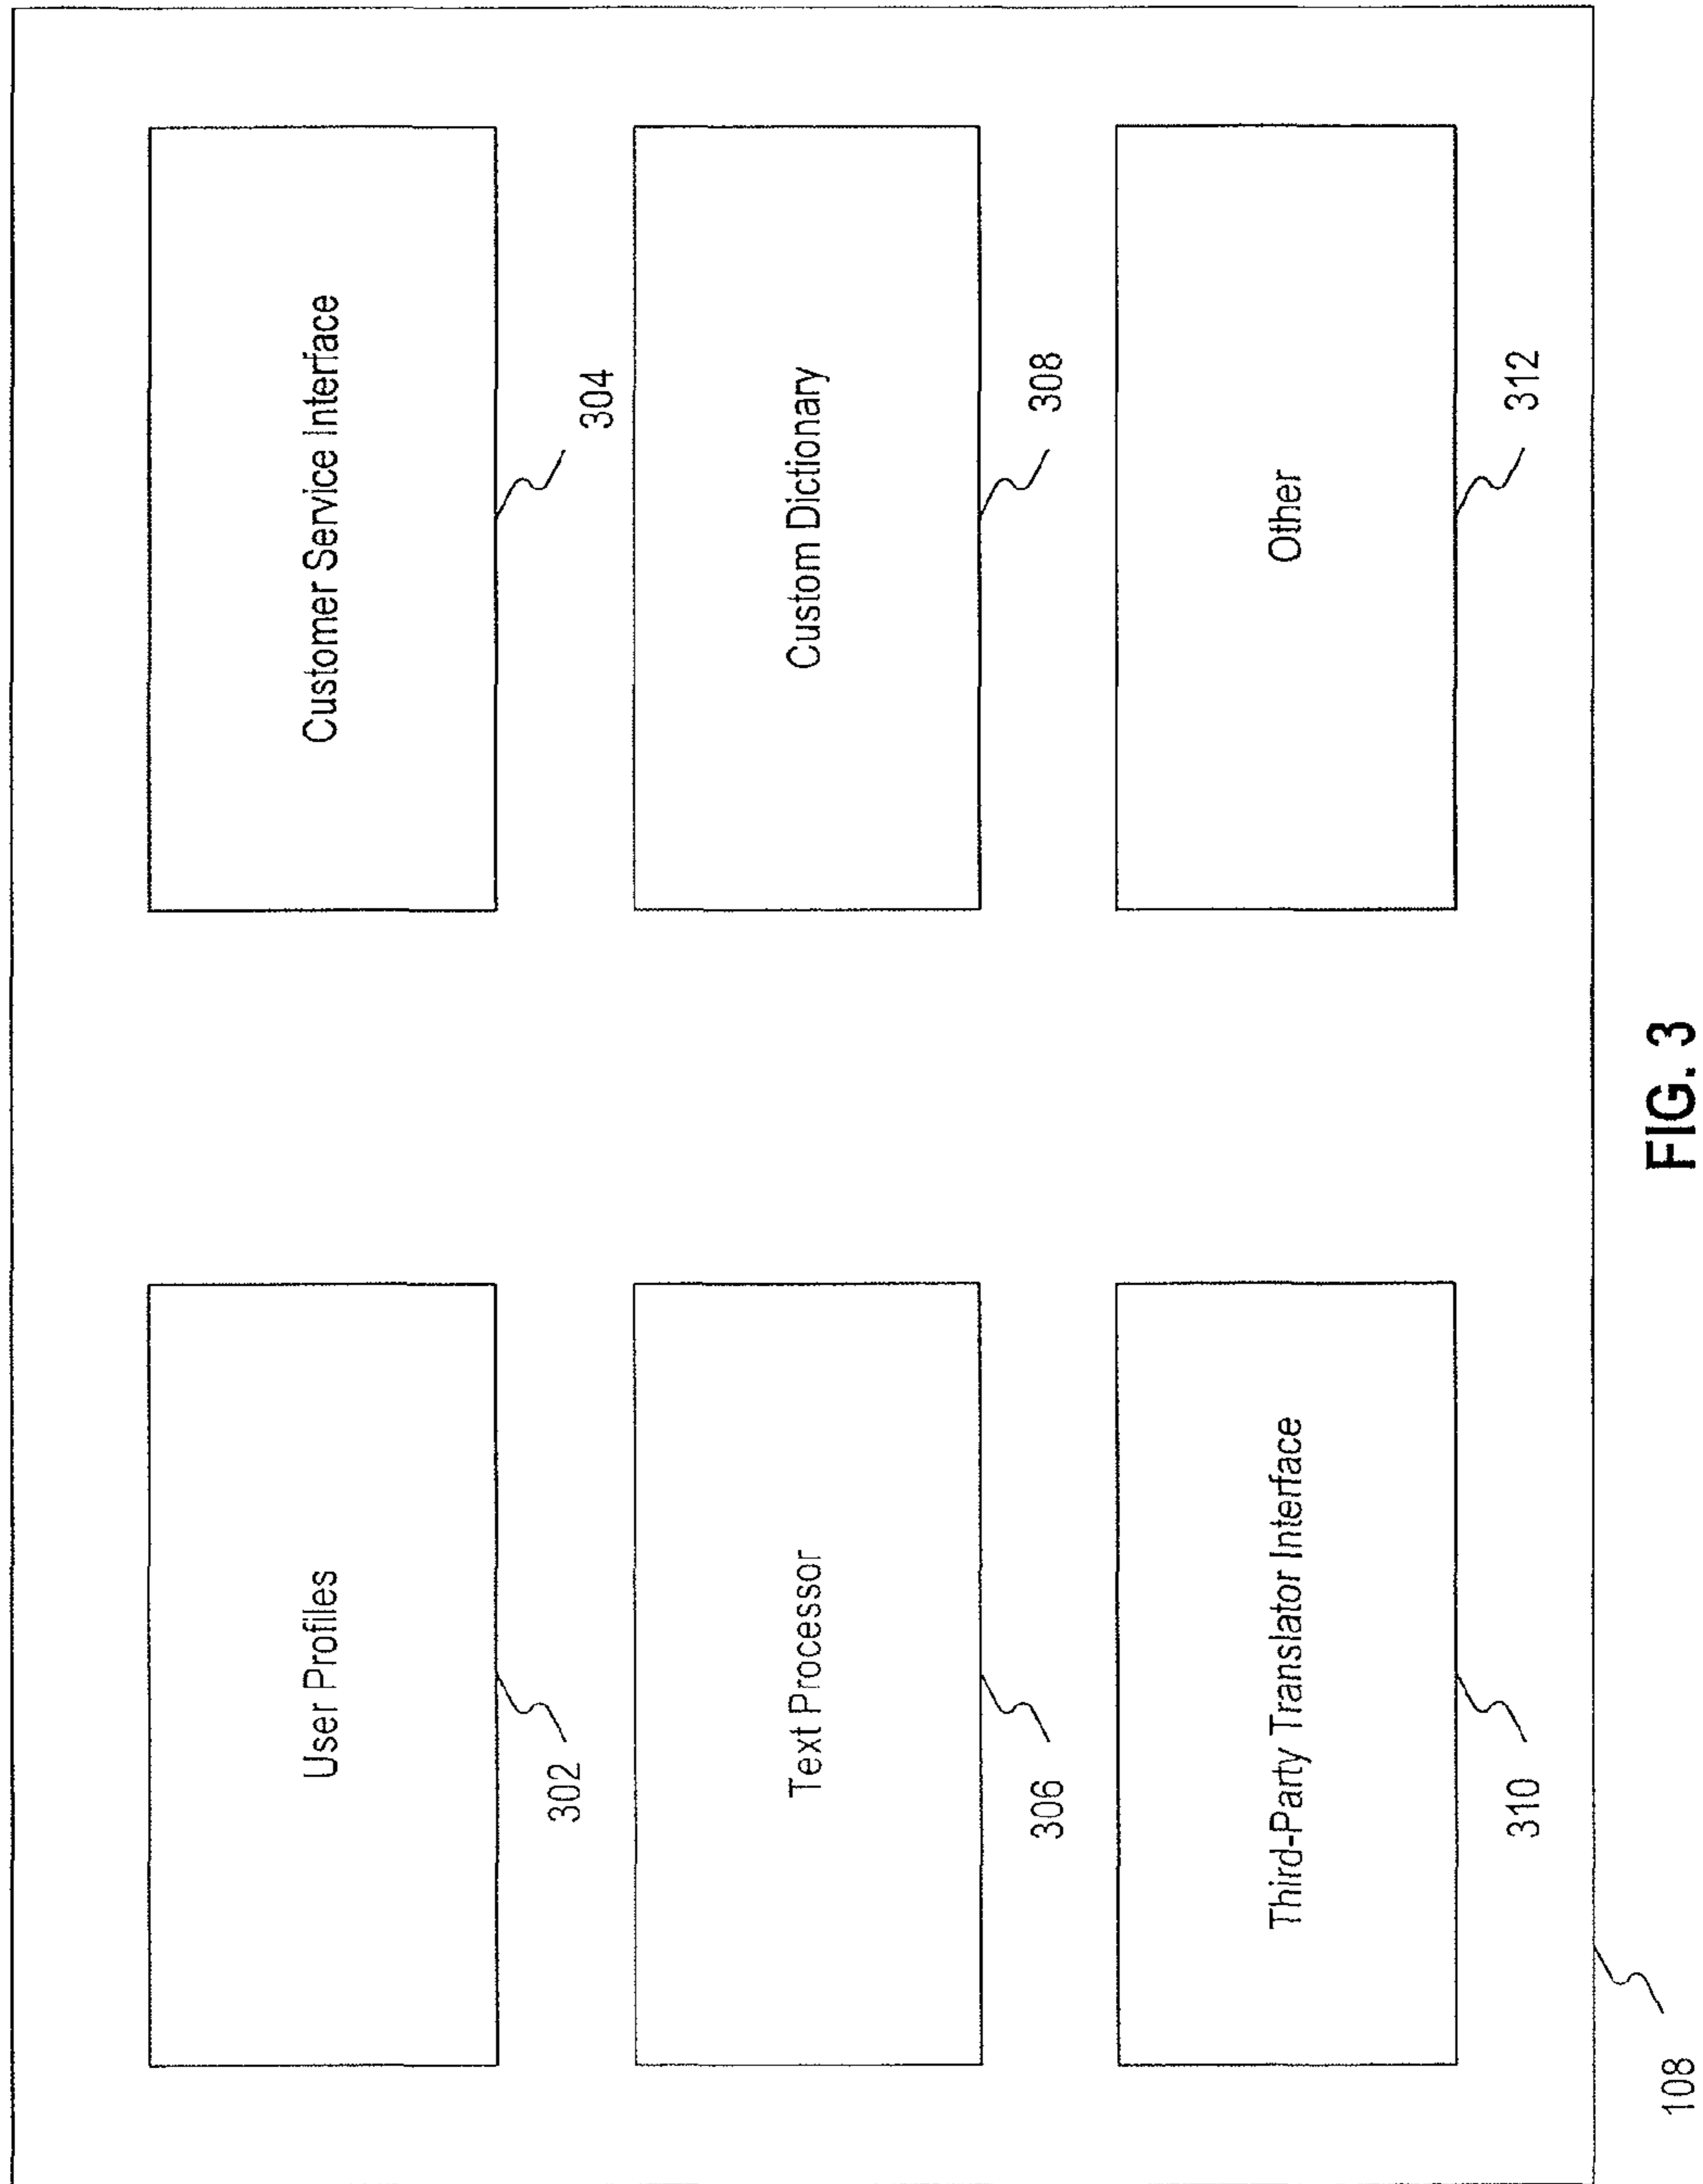 User Profiles
302
Customer Service Interface
304
Text Processor
306
Custom Dictionary
308
Third-Party Translator Interface
310
Other
312
108
FIG. 3